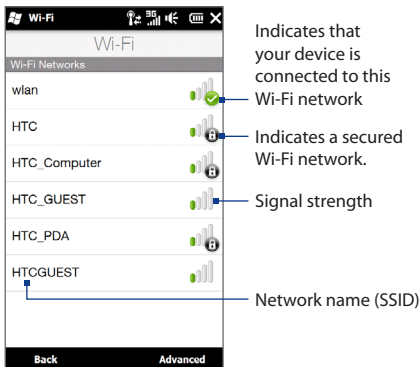 Wi-Fi
3G
Wi-Fi
Wi-Fi Networks
wlan
HTC
HTC_Computer
HTC_GUEST
HTC_PDA
HTCGUEST
Back Advanced
Indicates that
your device is
connected to this
Wi-Fi network
Indicates a secured
Wi-Fi network.
Signal strength
Network name (SSID)